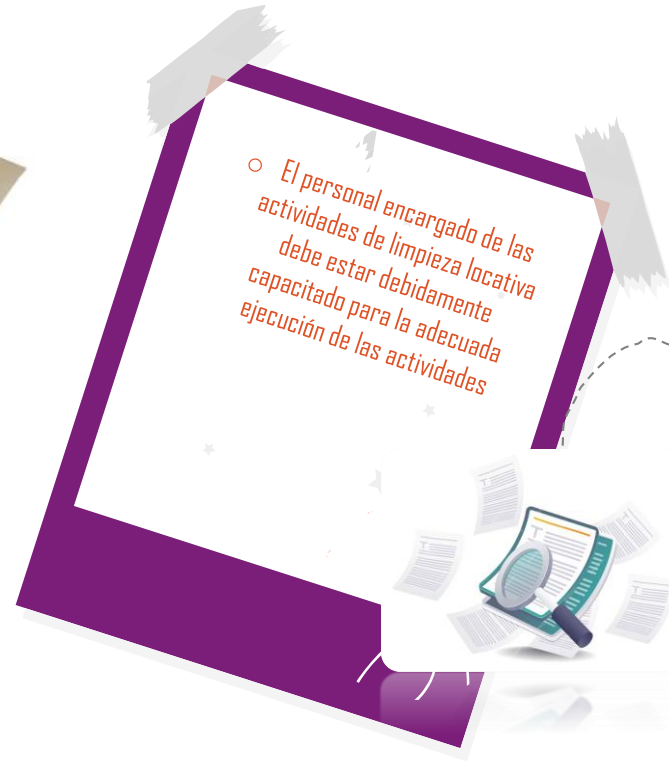 El personal encargado de las
actividades de limpieza locativa
debe estar debidamente
capacitado para la adecuada
ejecución de las actividades